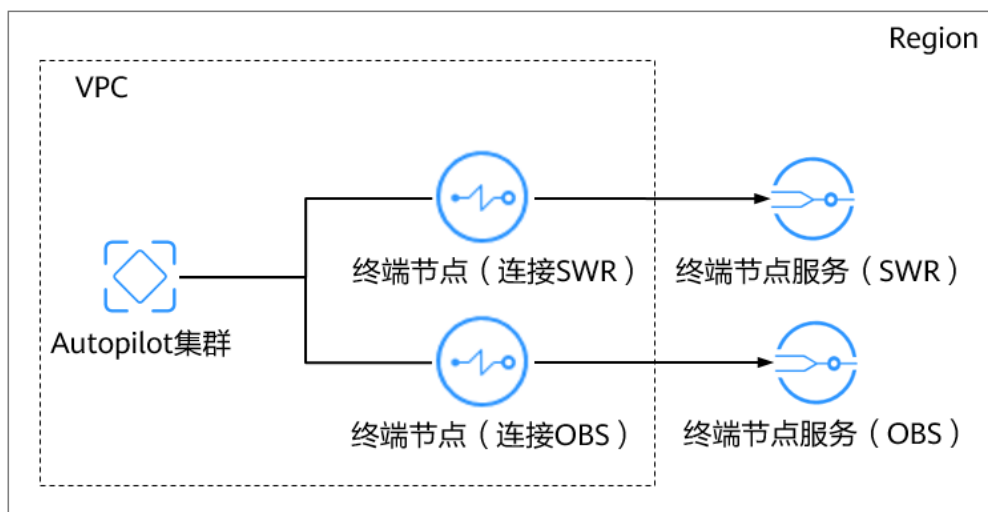 Region
VPC
终端节点（连接SWR）
终端节点服务（SWR）
Autopilot集群
终端节点（连接OBS）
终端节点服务（OBS）